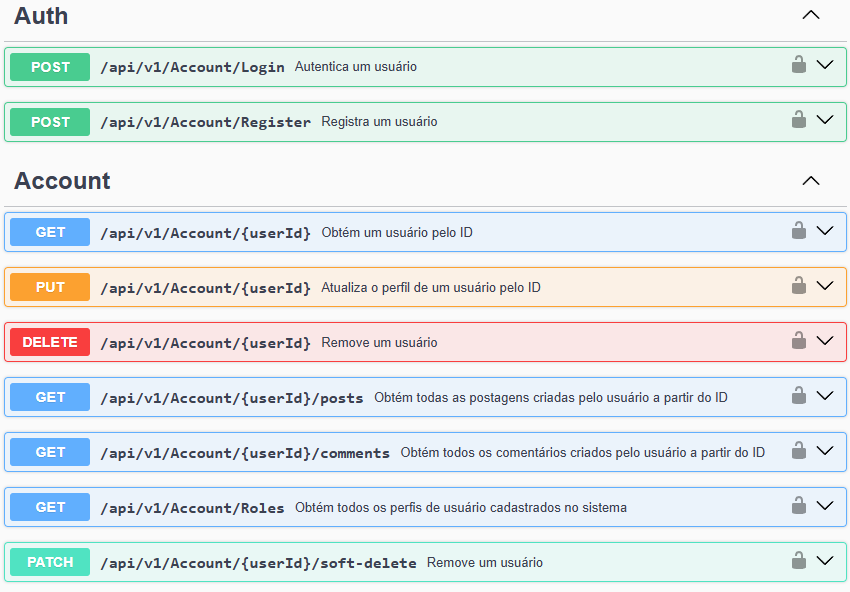 Auth
POST /api/v1/Account/Login Autentica um usuário
POST /api/v1/Account/Register Registra um usuário
Account
GET /api/v1/Account/{userId} Obtém um usuário pelo ID
PUT /api/v1/Account/{userId} Atualiza o perfil de um usuário pelo ID
DELETE /api/v1/Account/{userId} Remove um usuário
GET /api/v1/Account/{userId}/posts Obtém todas as postagens criadas pelo usuário a partir do ID
GET /api/v1/Account/{userId}/comments Obtém todos os comentários criados pelo usuário a partir do ID
GET /api/v1/Account/Roles Obtém todos os perfis de usuário cadastrados no sistema
PATCH /api/v1/Account/{userId}/soft-delete Remove um usuário